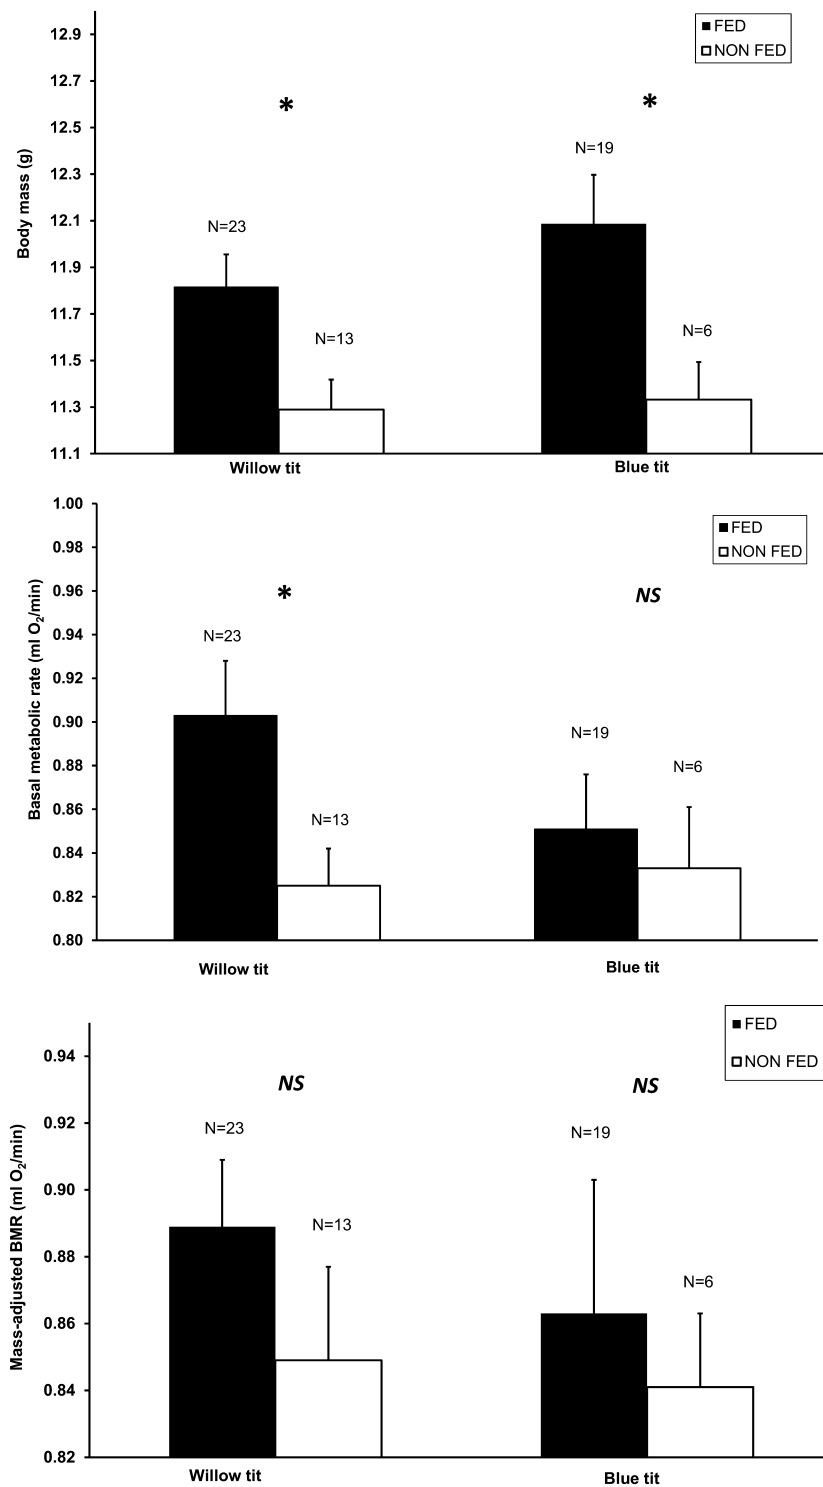 FED
NON FED
12.9
12.7
12.5
12.3
12.1
11.9
11.7
11.5
11.3
11.1
Body mass (g)
*
*
N=23
N=13
N=19
N=6
Willow tit
Blue tit
FED
NON FED
1.00
0.98
0.96
0.94
0.92
0.90
0.88
0.86
0.84
0.82
0.80
Basal metabolic rate (ml O₂/min)
*
NS
N=23
N=13
N=19
N=6
Willow tit
Blue tit
FED
NON FED
0.94
0.92
0.90
0.88
0.86
0.84
0.82
Mass-adjusted BMR (ml O₂/min)
NS
NS
N=23
N=13
N=19
N=6
Willow tit
Blue tit